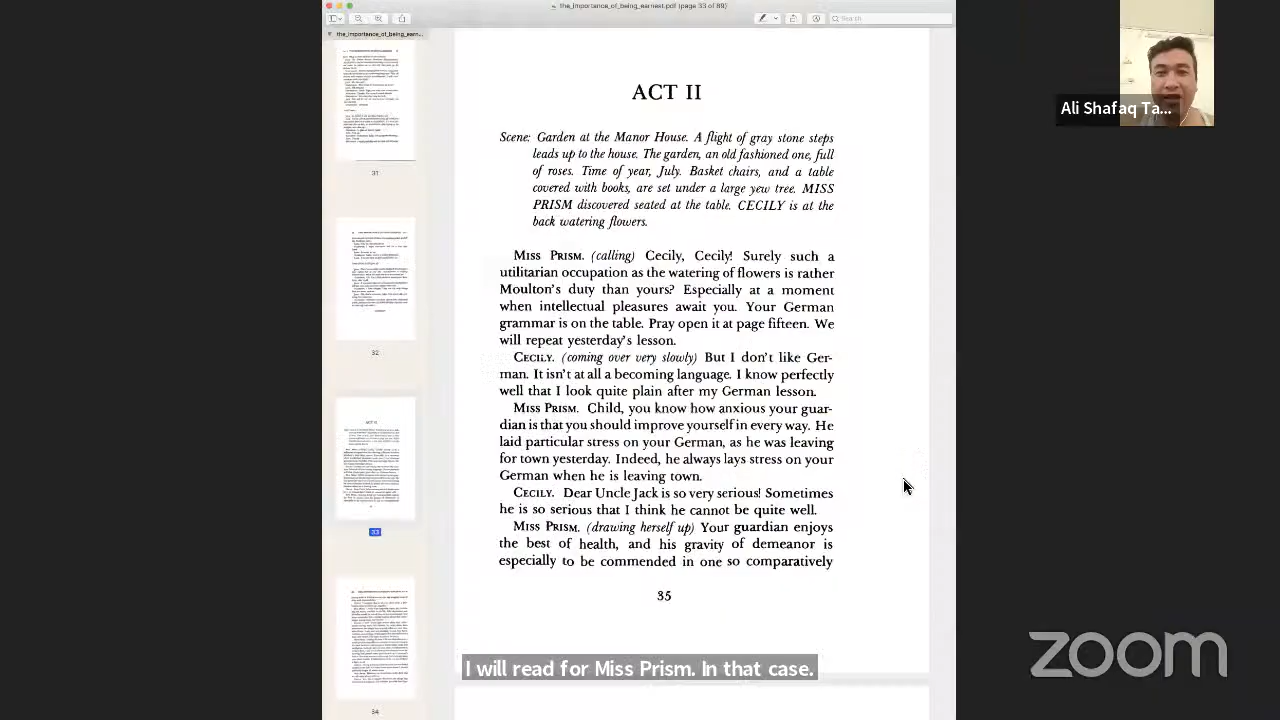 the_importance_of_being_earnest.pdf (page 33 of 89)
Search
the_importance_of_being_earn...
31
32
33
34
ACT II
Scene. Garden at the Manor House. A flight of gray stone steps
leads up to the house. The garden, an old fashioned one, full
of roses. Time of year, July. Basket chairs, and a table
covered with books, are set under a large yew tree. MISS
PRISM discovered seated at the table. CECILY is at the
back watering flowers.
MISS PRISM. (calling) Cecily, Cecily! Surely such a
utilitarian occupation as the watering of flowers is rather
Moulton's duty than yours? Especially at a moment
when intellectual pleasures await you. Your German
grammar is on the table. Pray open it at page fifteen. We
will repeat yesterday's lesson.
CECILY. (coming over very slowly) But I don't like Ger-
man. It isn't at all a becoming language. I know perfectly
well that I look quite plain after my German lesson.
MISS PRISM. Child, you know how anxious your guar-
dian is that you should improve yourself in every way. He
laid particular stress on your German, as he was leaving
for town yesterday. Indeed, he always lays stress on your
German when he is leaving town.
CECILY. Dear Uncle Jack is so very serious! Sometimes
he is so serious that I think he cannot be quite well.
MISS PRISM. (drawing herself up) Your guardian enjoys
the best of health, and his gravity of demeanor is
especially to be commended in one so comparatively
35
I will read for Miss Prism. In that case.
Ali Shafaq Ta...
zoom